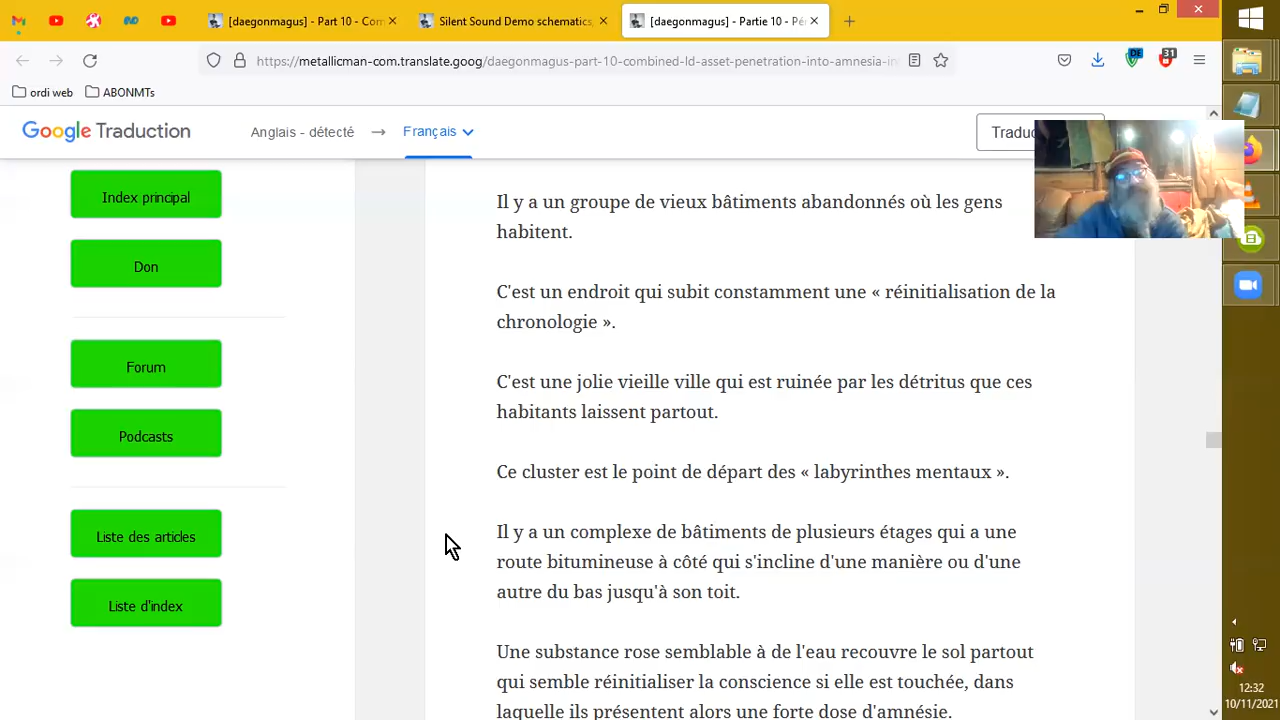 [daegonmagus] - Part 10 - Com
Silent Sound Demo schematics,
[daegonmagus] - Partie 10 - Pé
https://metallicman-com.translate.goog/daegonmagus-part-10-combined-ld-asset-penetration-into-amnesia-in
DE
31
ordi web
ABONMTs
Google Traduction
Anglais - détecté
Français
Traduc
Index principal
Don
Forum
Podcasts
Liste des articles
Liste d'index
Il y a un groupe de vieux bâtiments abandonnés où les gens
habitent.
C'est un endroit qui subit constamment une « réinitialisation de la
chronologie ».
C'est une jolie vieille ville qui est ruinée par les détritus que ces
habitants laissent partout.
Ce cluster est le point de départ des « labyrinthes mentaux ».
Il y a un complexe de bâtiments de plusieurs étages qui a une
route bitumineuse à côté qui s'incline d'une manière ou d'une
autre du bas jusqu'à son toit.
Une substance rose semblable à de l'eau recouvre le sol partout
qui semble réinitialiser la conscience si elle est touchée, dans
laquelle ils présentent alors une forte dose d'amnésie.
12:32
10/11/2021